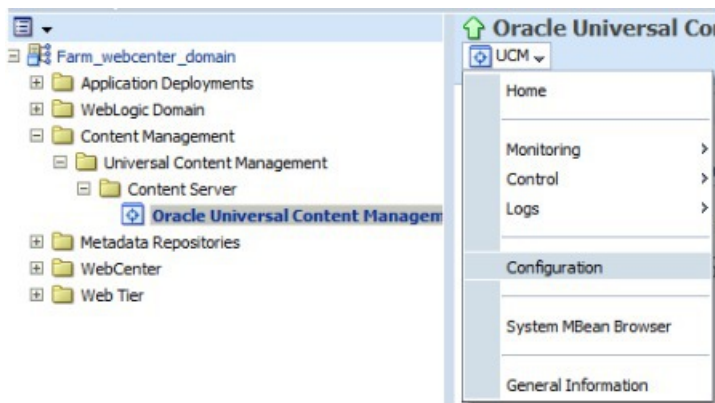 Farm_webcenter_domain
Application Deployments
WebLogic Domain
Content Management
Universal Content Management
Content Server
Oracle Universal Content Managem
Metadata Repositories
WebCenter
Web Tier
Oracle Universal Co
UCM
Home
Monitoring
Control
Logs
Configuration
System MBean Browser
General Information